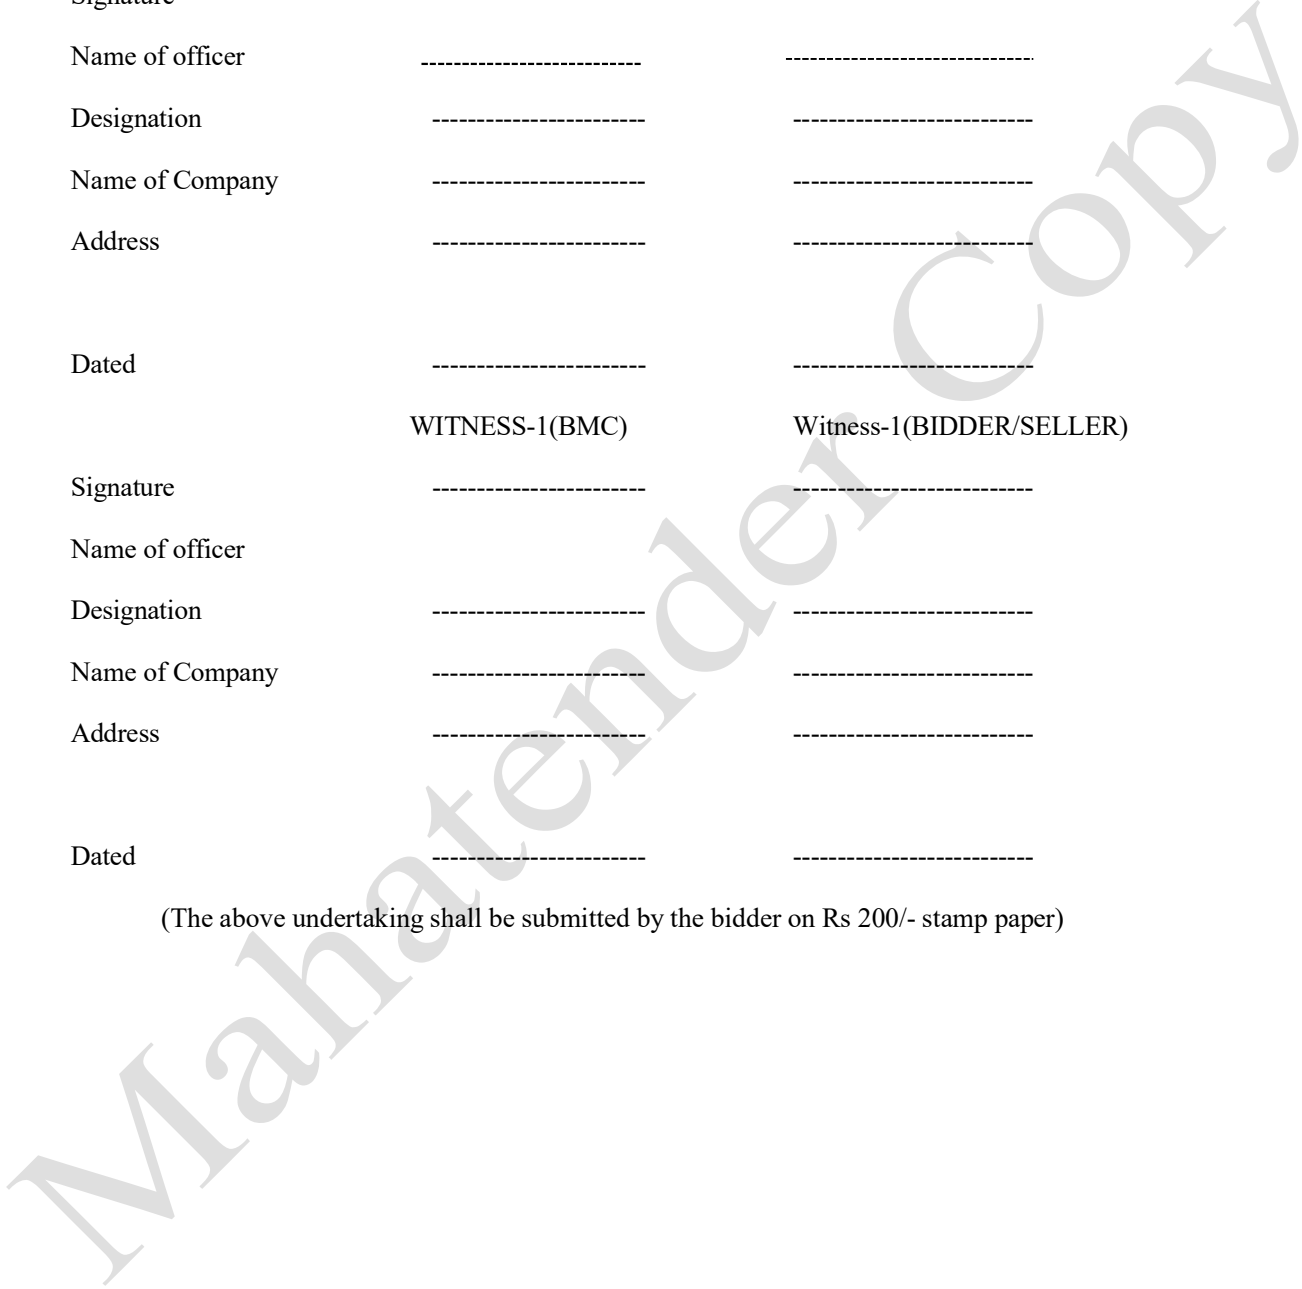 Signature
Name of officer --------------------------- ------------------------------
Designation ------------------------ ---------------------------
Name of Company ------------------------ ---------------------------
Address ------------------------ ---------------------------
Dated ------------------------ ---------------------------
WITNESS-1(BMC) Witness-1(BIDDER/SELLER)
Signature ------------------------ ---------------------------
Name of officer
Designation ------------------------ ---------------------------
Name of Company ------------------------ ---------------------------
Address ------------------------ ---------------------------
Dated ------------------------ ---------------------------
(The above undertaking shall be submitted by the bidder on Rs 200/- stamp paper)
Mahatender Copy